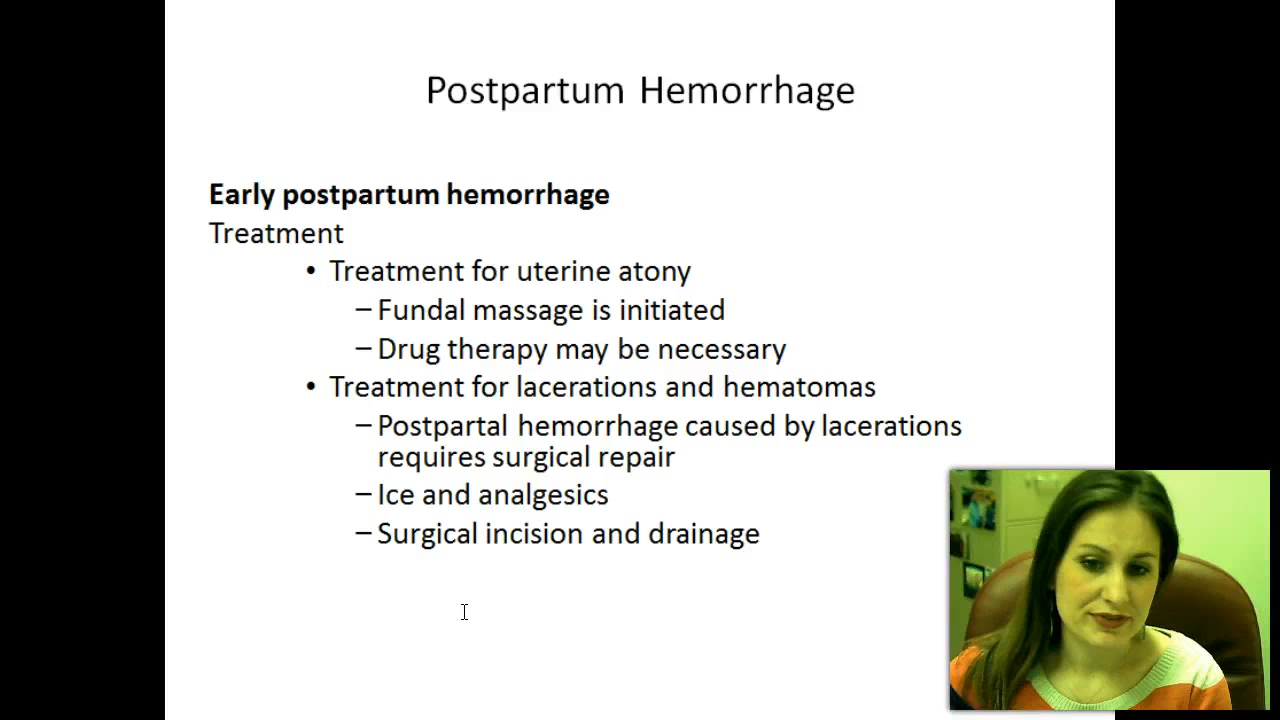 Postpartum Hemorrhage
Early postpartum hemorrhage
Treatment
• Treatment for uterine atony
– Fundal massage is initiated
– Drug therapy may be necessary
• Treatment for lacerations and hematomas
– Postpartal hemorrhage caused by lacerations
requires surgical repair
– Ice and analgesics
– Surgical incision and drainage